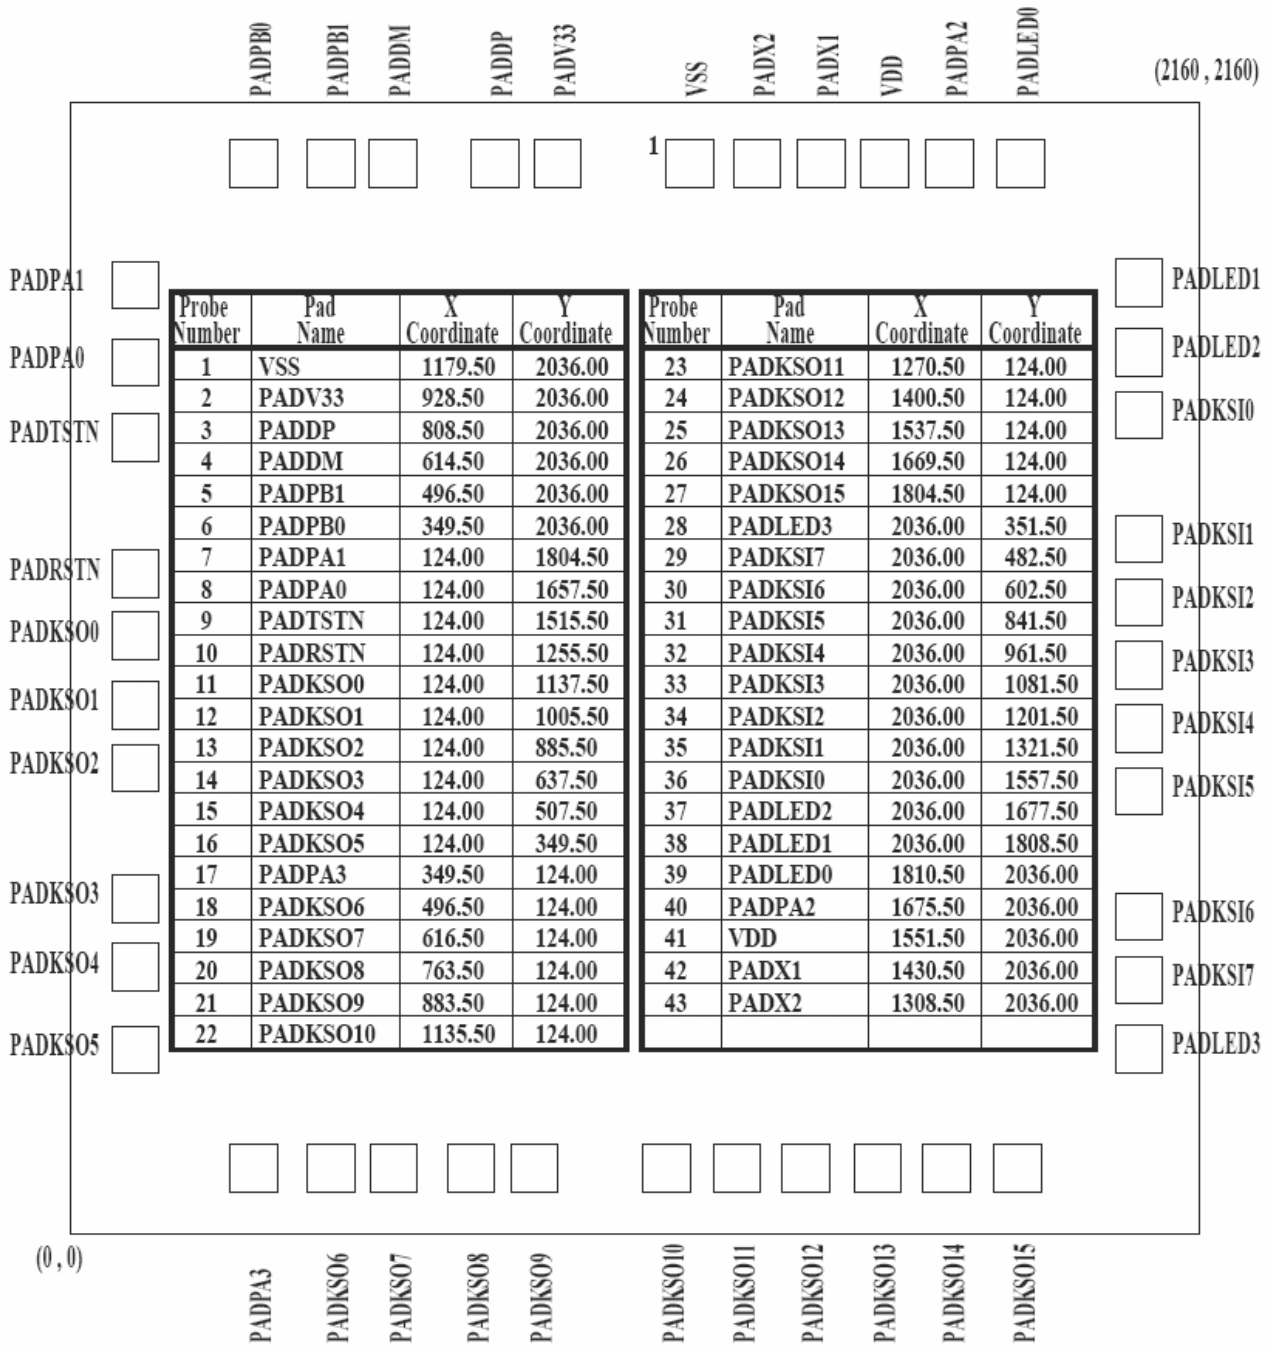 PADPB0 PADPB1 PADDM PADDP PADV33 VSS PADX2 PADX1 VDD PADPA2 PADLED0
(2160 , 2160)
1
PADPA1
PADPA0
PADTSTN
PADRSTN
PADKSO0
PADKSO1
PADKSO2
PADKSO3
PADKSO4
PADKSO5
Probe Number Pad Name X Coordinate Y Coordinate
1 VSS 1179.50 2036.00
2 PADV33 928.50 2036.00
3 PADDP 808.50 2036.00
4 PADDM 614.50 2036.00
5 PADPB1 496.50 2036.00
6 PADPB0 349.50 2036.00
7 PADPA1 124.00 1804.50
8 PADPA0 124.00 1657.50
9 PADTSTN 124.00 1515.50
10 PADRSTN 124.00 1255.50
11 PADKSO0 124.00 1137.50
12 PADKSO1 124.00 1005.50
13 PADKSO2 124.00 885.50
14 PADKSO3 124.00 637.50
15 PADKSO4 124.00 507.50
16 PADKSO5 124.00 349.50
17 PADPA3 349.50 124.00
18 PADKSO6 496.50 124.00
19 PADKSO7 616.50 124.00
20 PADKSO8 763.50 124.00
21 PADKSO9 883.50 124.00
22 PADKSO10 1135.50 124.00
Probe Number Pad Name X Coordinate Y Coordinate
23 PADKSO11 1270.50 124.00
24 PADKSO12 1400.50 124.00
25 PADKSO13 1537.50 124.00
26 PADKSO14 1669.50 124.00
27 PADKSO15 1804.50 124.00
28 PADLED3 2036.00 351.50
29 PADKSI7 2036.00 482.50
30 PADKSI6 2036.00 602.50
31 PADKSI5 2036.00 841.50
32 PADKSI4 2036.00 961.50
33 PADKSI3 2036.00 1081.50
34 PADKSI2 2036.00 1201.50
35 PADKSI1 2036.00 1321.50
36 PADKSI0 2036.00 1557.50
37 PADLED2 2036.00 1677.50
38 PADLED1 2036.00 1808.50
39 PADLED0 1810.50 2036.00
40 PADPA2 1675.50 2036.00
41 VDD 1551.50 2036.00
42 PADX1 1430.50 2036.00
43 PADX2 1308.50 2036.00
PADLED1
PADLED2
PADKSI0
PADKSI1
PADKSI2
PADKSI3
PADKSI4
PADKSI5
PADKSI6
PADKSI7
PADLED3
(0 , 0)
PADPA3 PADKSO6 PADKSO7 PADKSO8 PADKSO9 PADKSO10 PADKSO11 PADKSO12 PADKSO13 PADKSO14 PADKSO15